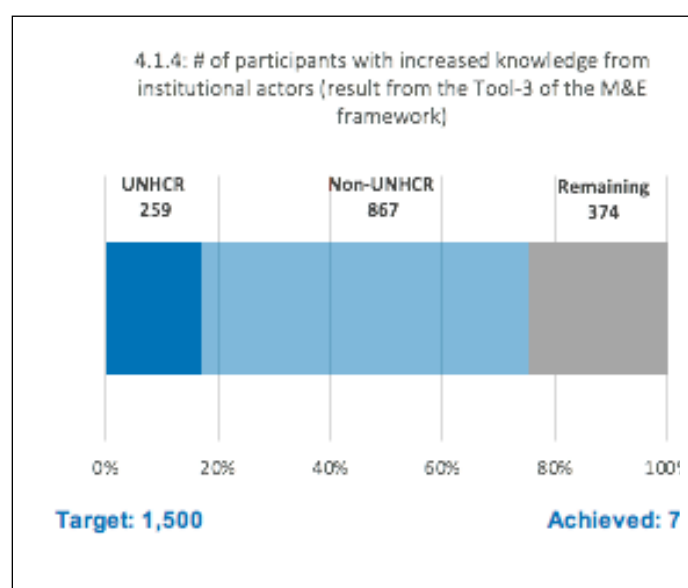 4.1.4: # of participants with increased knowledge from
institutional actors (result from the Tool-3 of the M&E
framework)
UNHCR Non-UNHCR Remaining
259 867 374
0% 20% 40% 60% 80% 100%
Target: 1,500 Achieved: 7